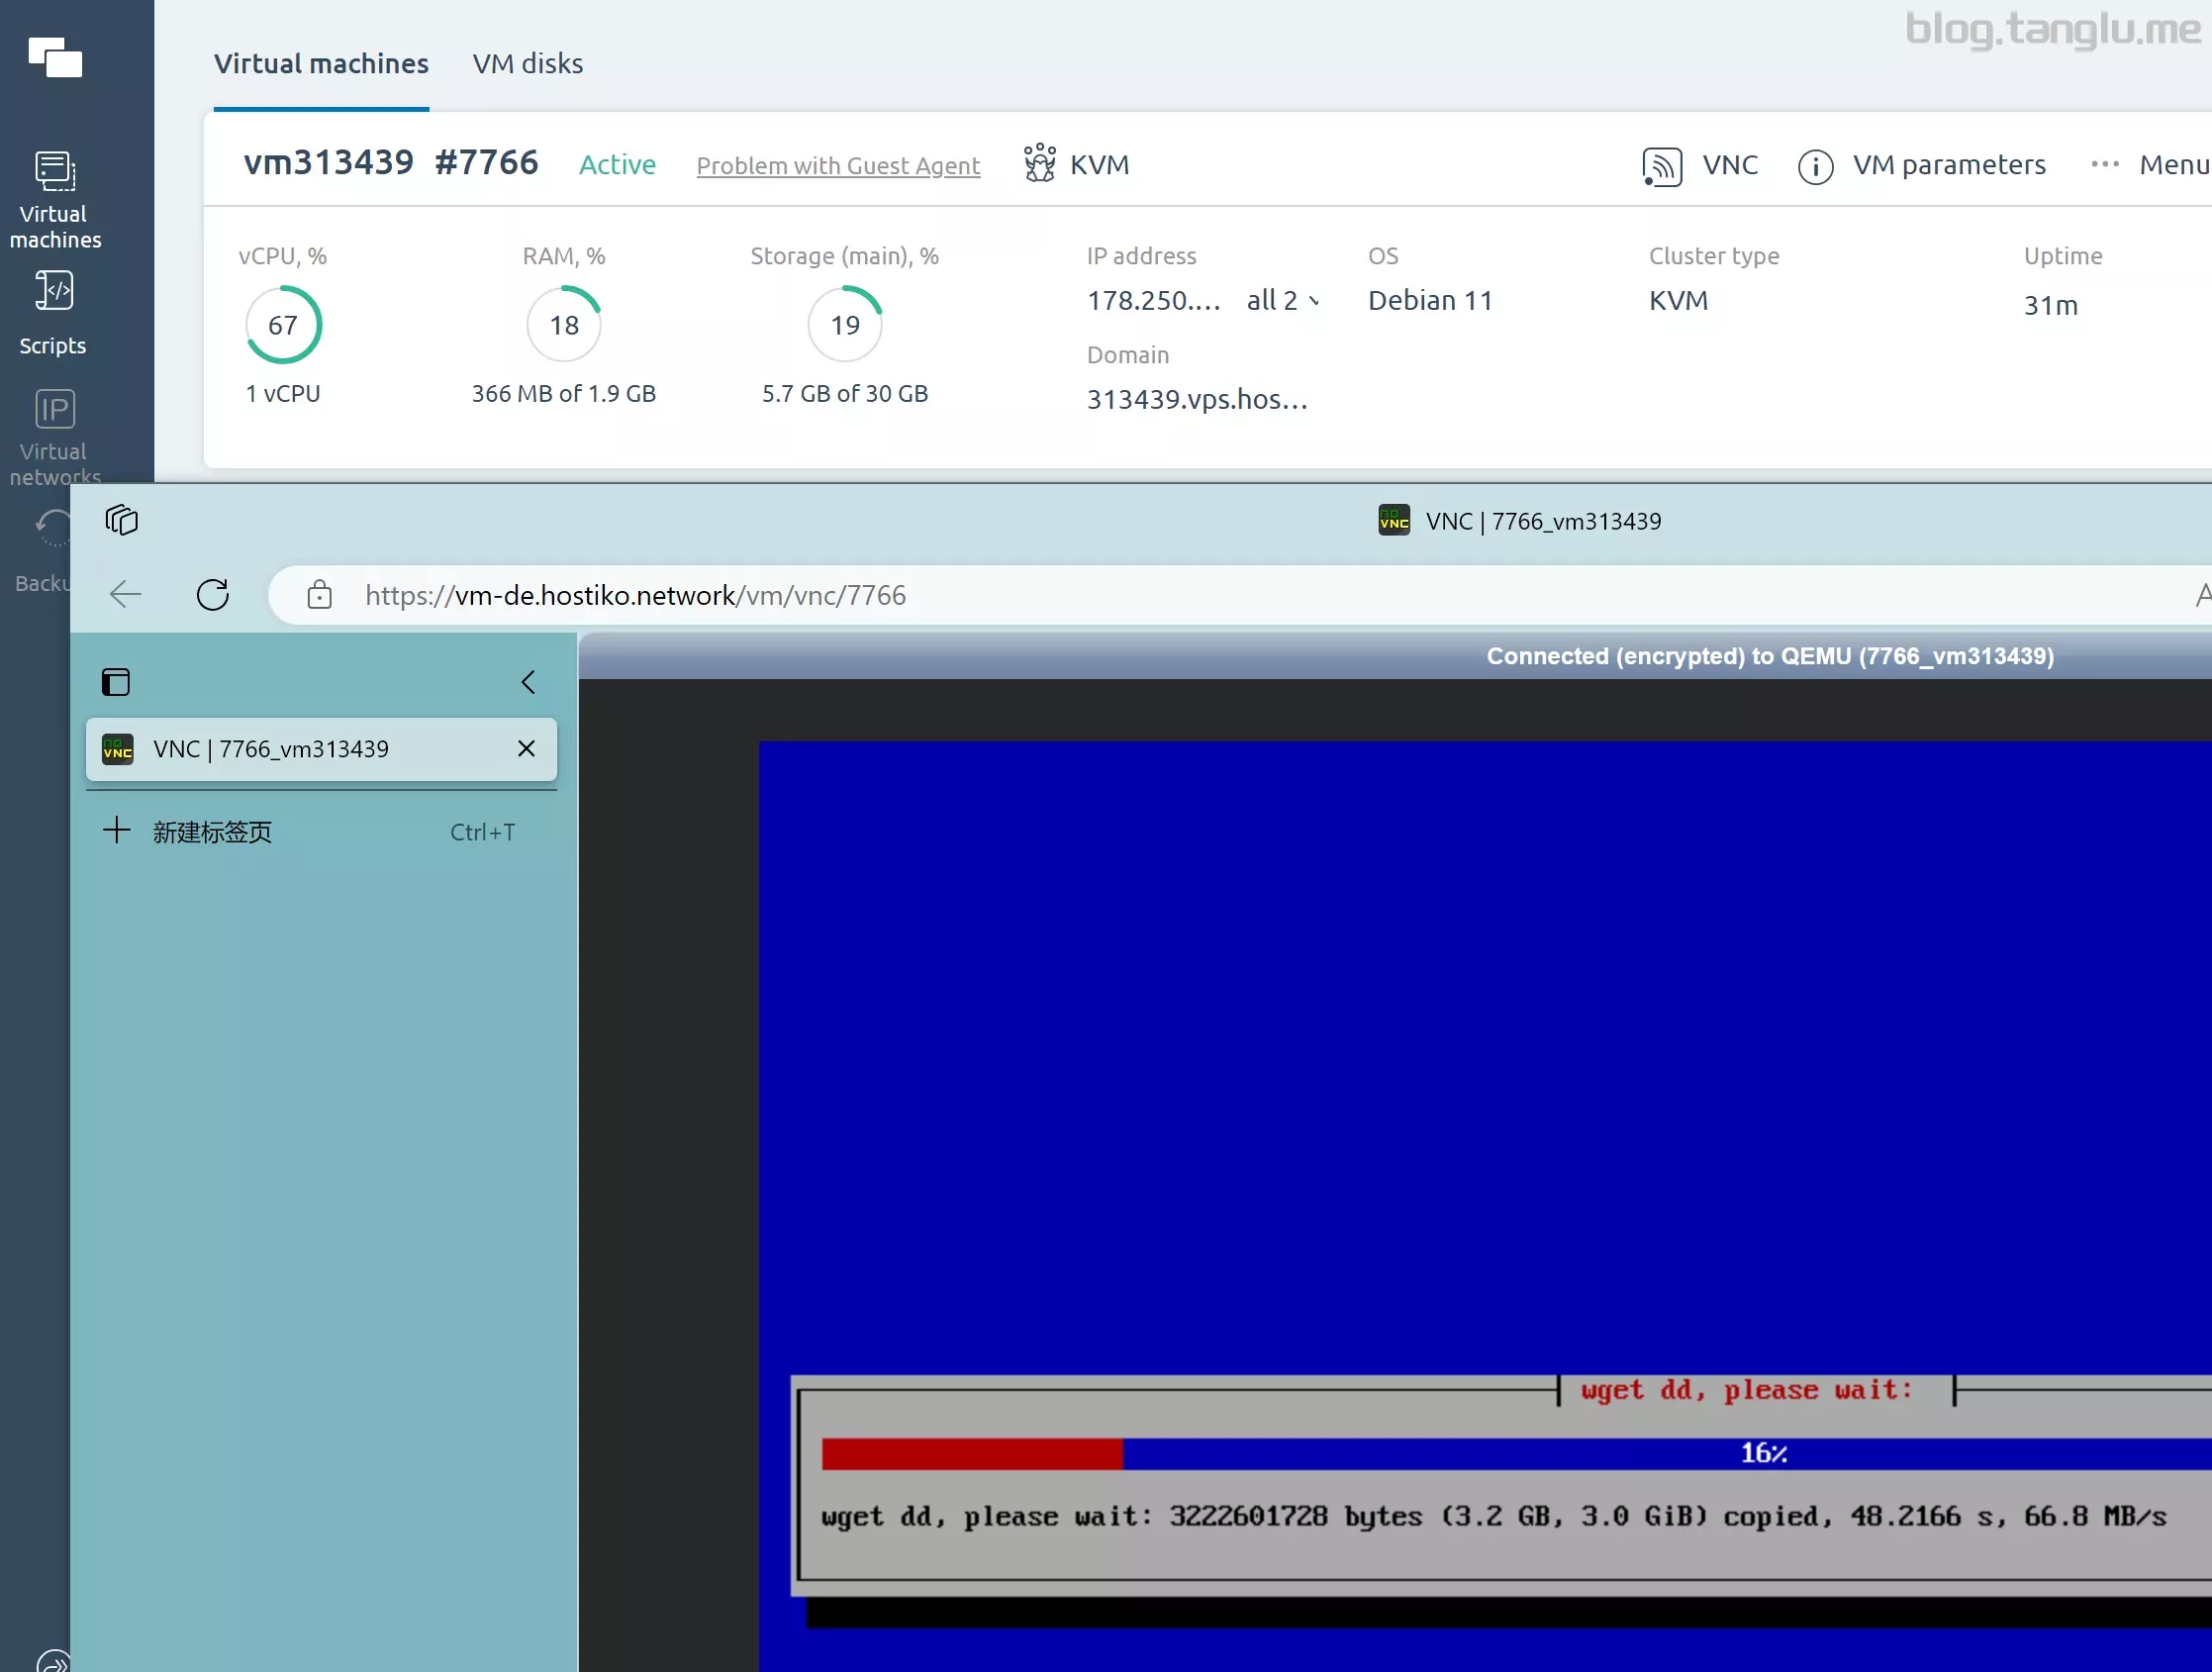 blog.tanglu.me
Virtual machines VM disks
vm313439 #7766 Active Problem with Guest Agent KVM VNC VM parameters ··· Menu
Virtual
machines
Scripts
IP
Virtual
networks
vCPU, % RAM, % Storage (main), % IP address OS Cluster type Uptime
67 18 19 178.250.... all 2 Debian 11 KVM 31m
Domain
1 vCPU 366 MB of 1.9 GB 5.7 GB of 30 GB 313439.vps.hos...
Backu
no VNC VNC | 7766_vm313439
https://vm-de.hostiko.network/vm/vnc/7766 A
Connected (encrypted) to QEMU (7766_vm313439)
no VNC VNC | 7766_vm313439
新建标签页 Ctrl+T
wget dd, please wait:
16%
wget dd, please wait: 3222601728 bytes (3.2 GB, 3.0 GiB) copied, 48.2166 s, 66.8 MB/s